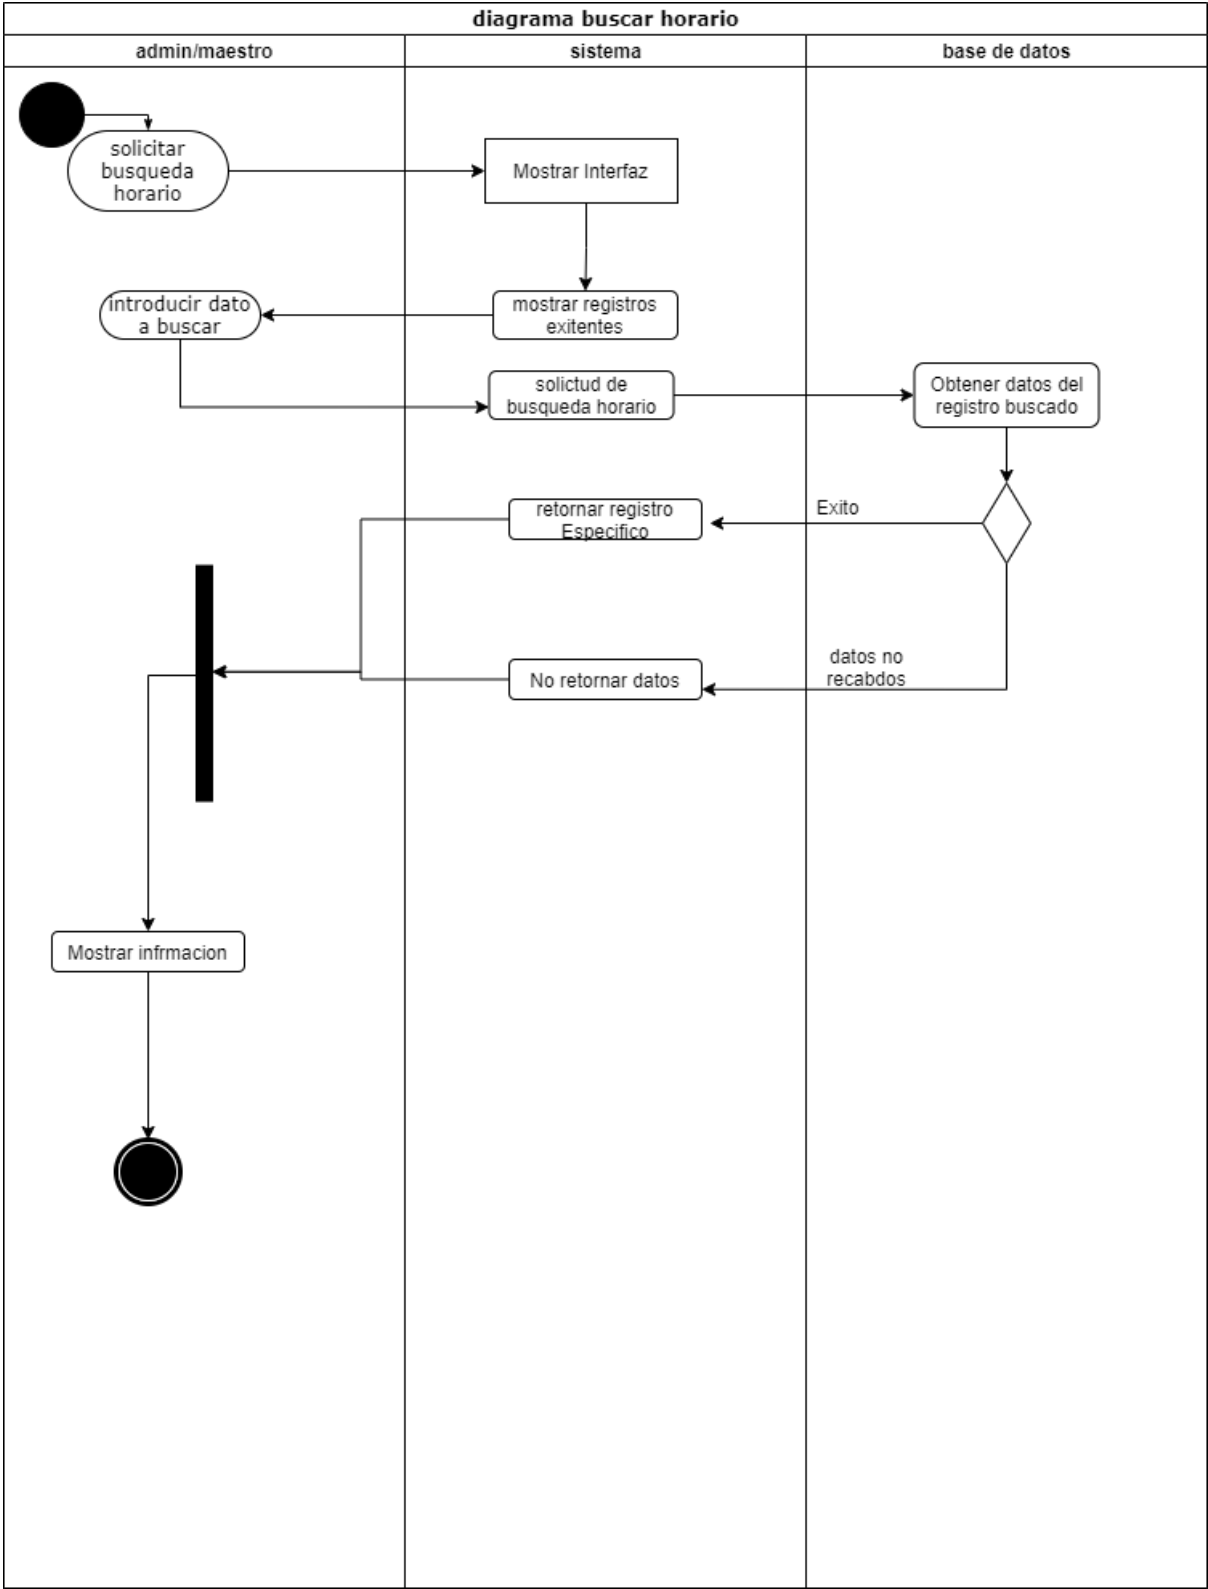 diagrama buscar horario
admin/maestro
sistema
base de datos
solicitar
busqueda
horario
Mostrar Interfaz
introducir dato
a buscar
mostrar registros
exitentes
solictud de
busqueda horario
Obtener datos del
registro buscado
retornar registro
Especifico
Exito
No retornar datos
datos no
recabdos
Mostrar infrmacion